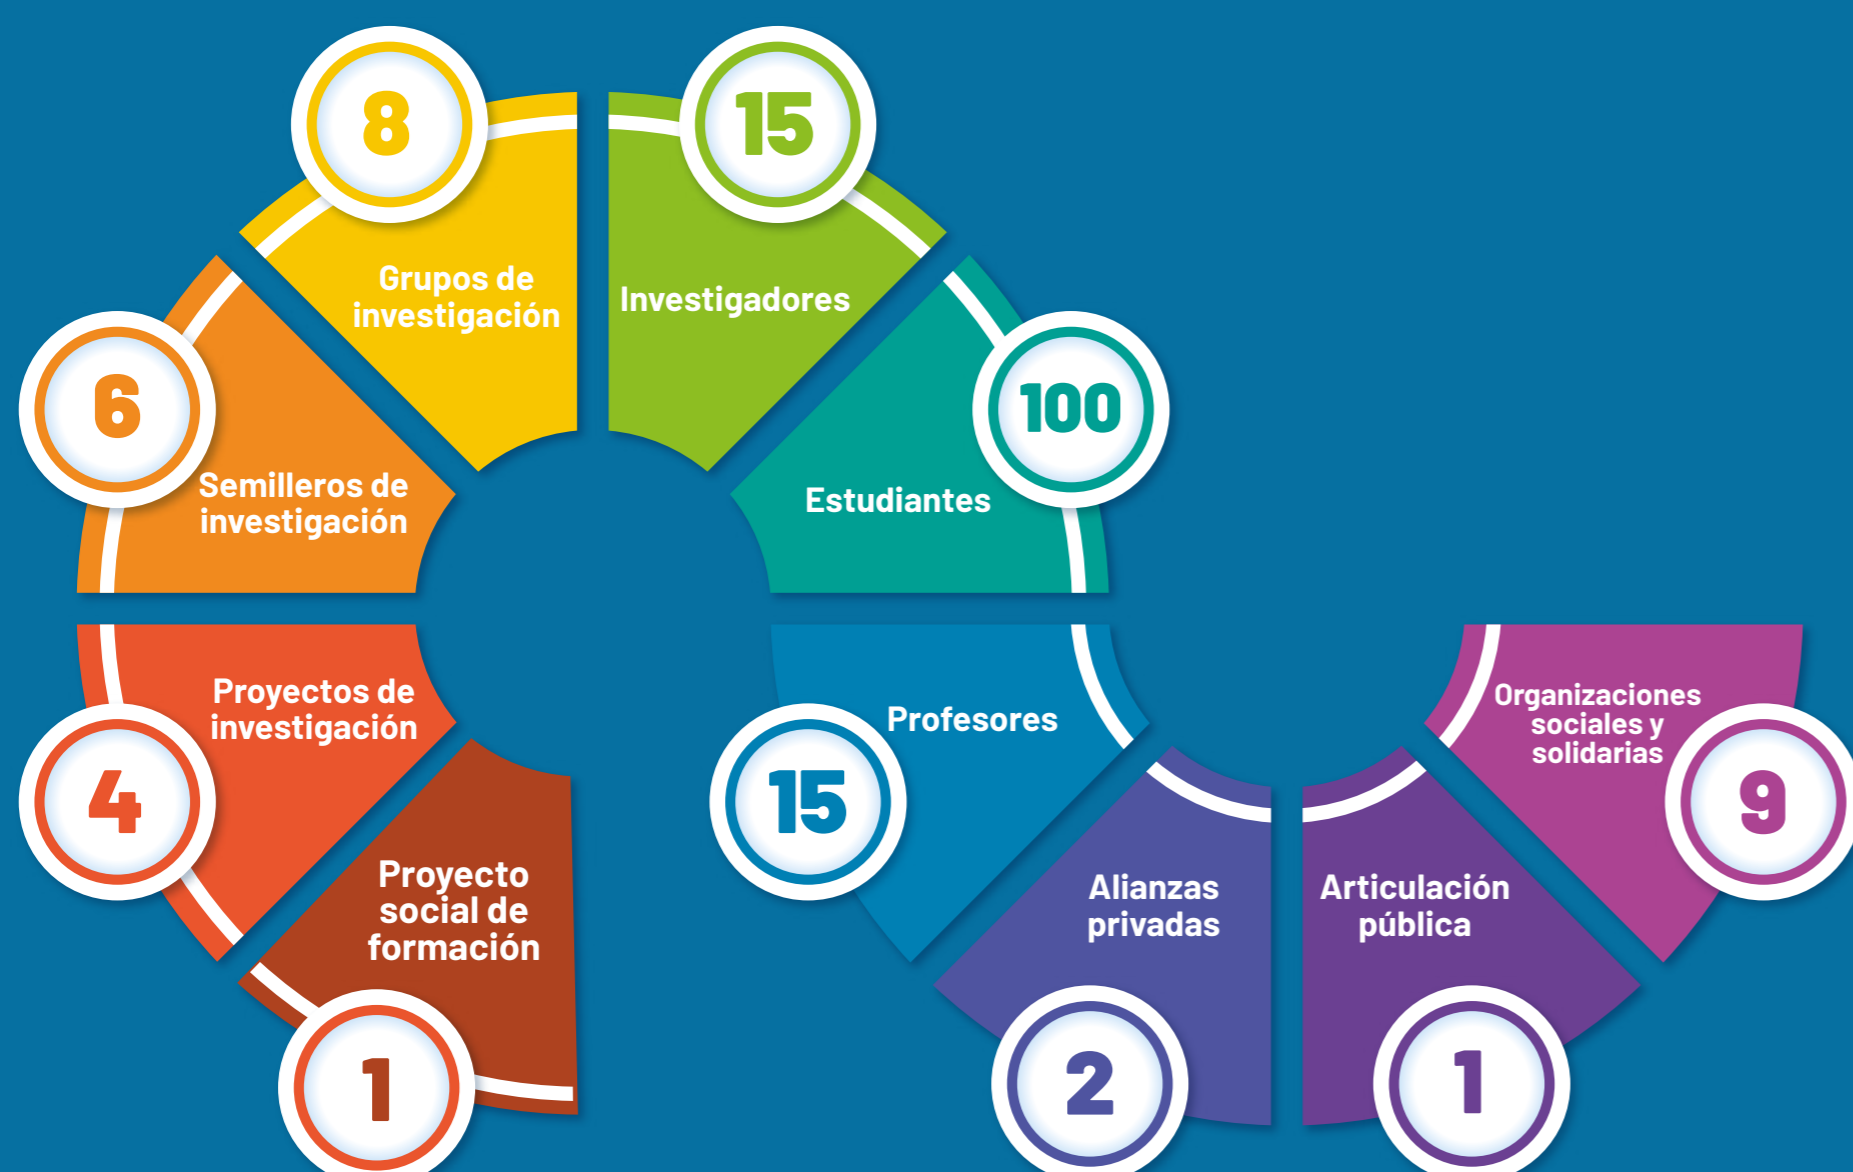 1
Proyecto
social de
formación
4
Proyectos de
investigación
6
Semilleros de
investigación
8
Grupos de
investigación
15
Investigadores
100
Estudiantes
15
Profesores
2
Alianzas
privadas
1
Articulación
pública
9
Organizaciones
sociales y
solidarias